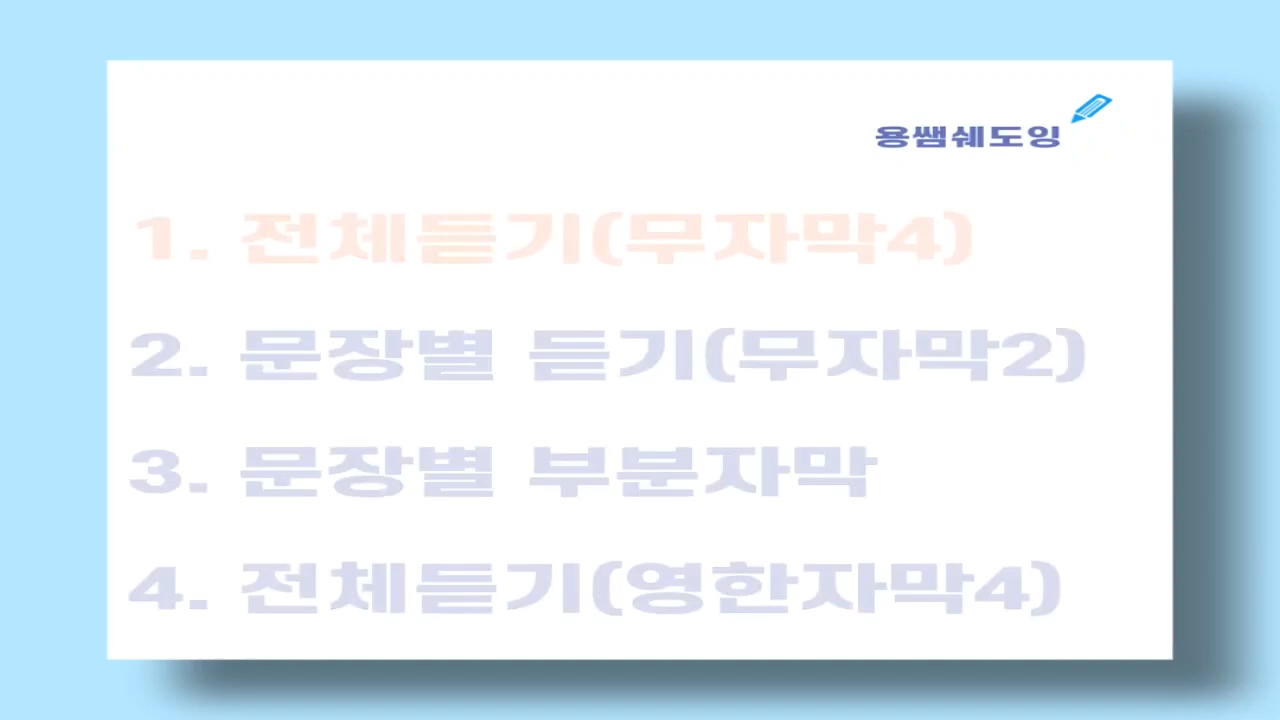 용쌤쉐도잉
1. 전체듣기(무자막4)
2. 문장별 듣기(무자막2)
3. 문장별 부분자막
4. 전체듣기(영한자막4)